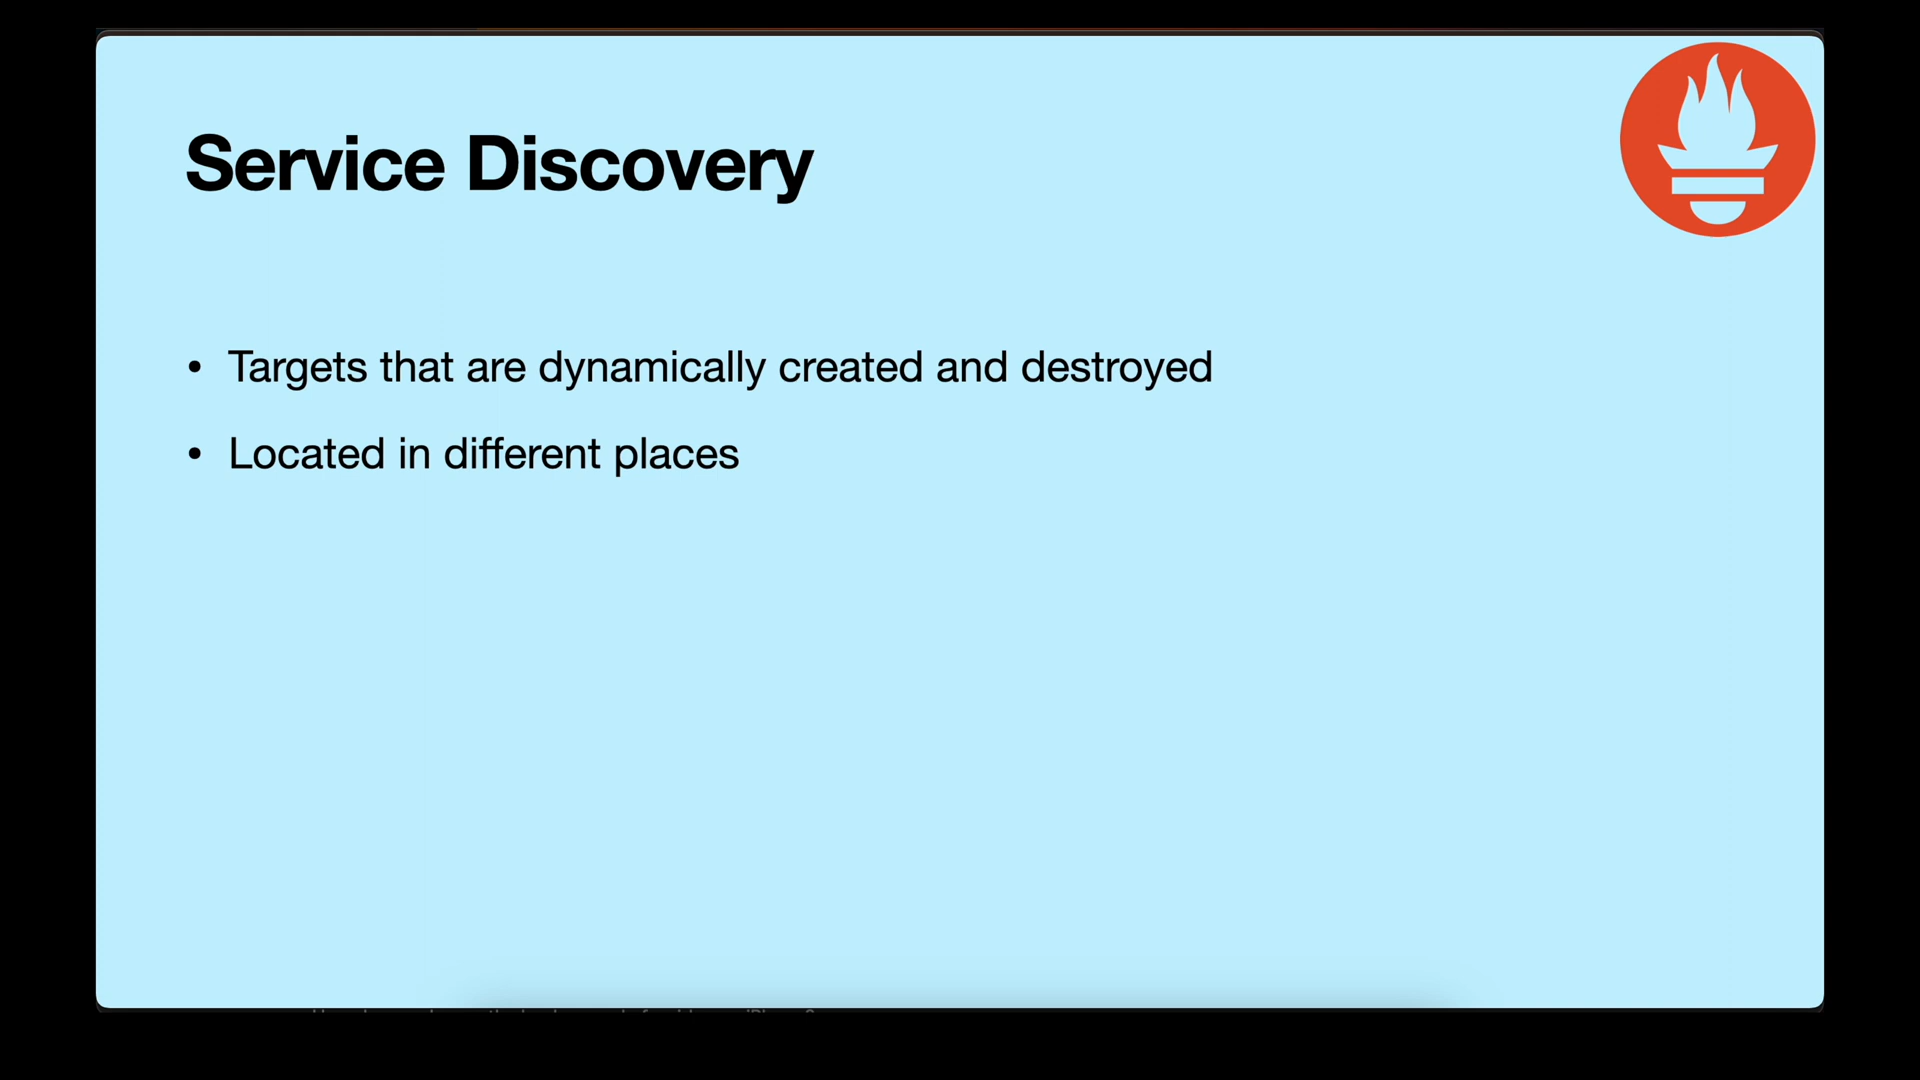 Service Discovery
• Targets that are dynamically created and destroyed
• Located in different places